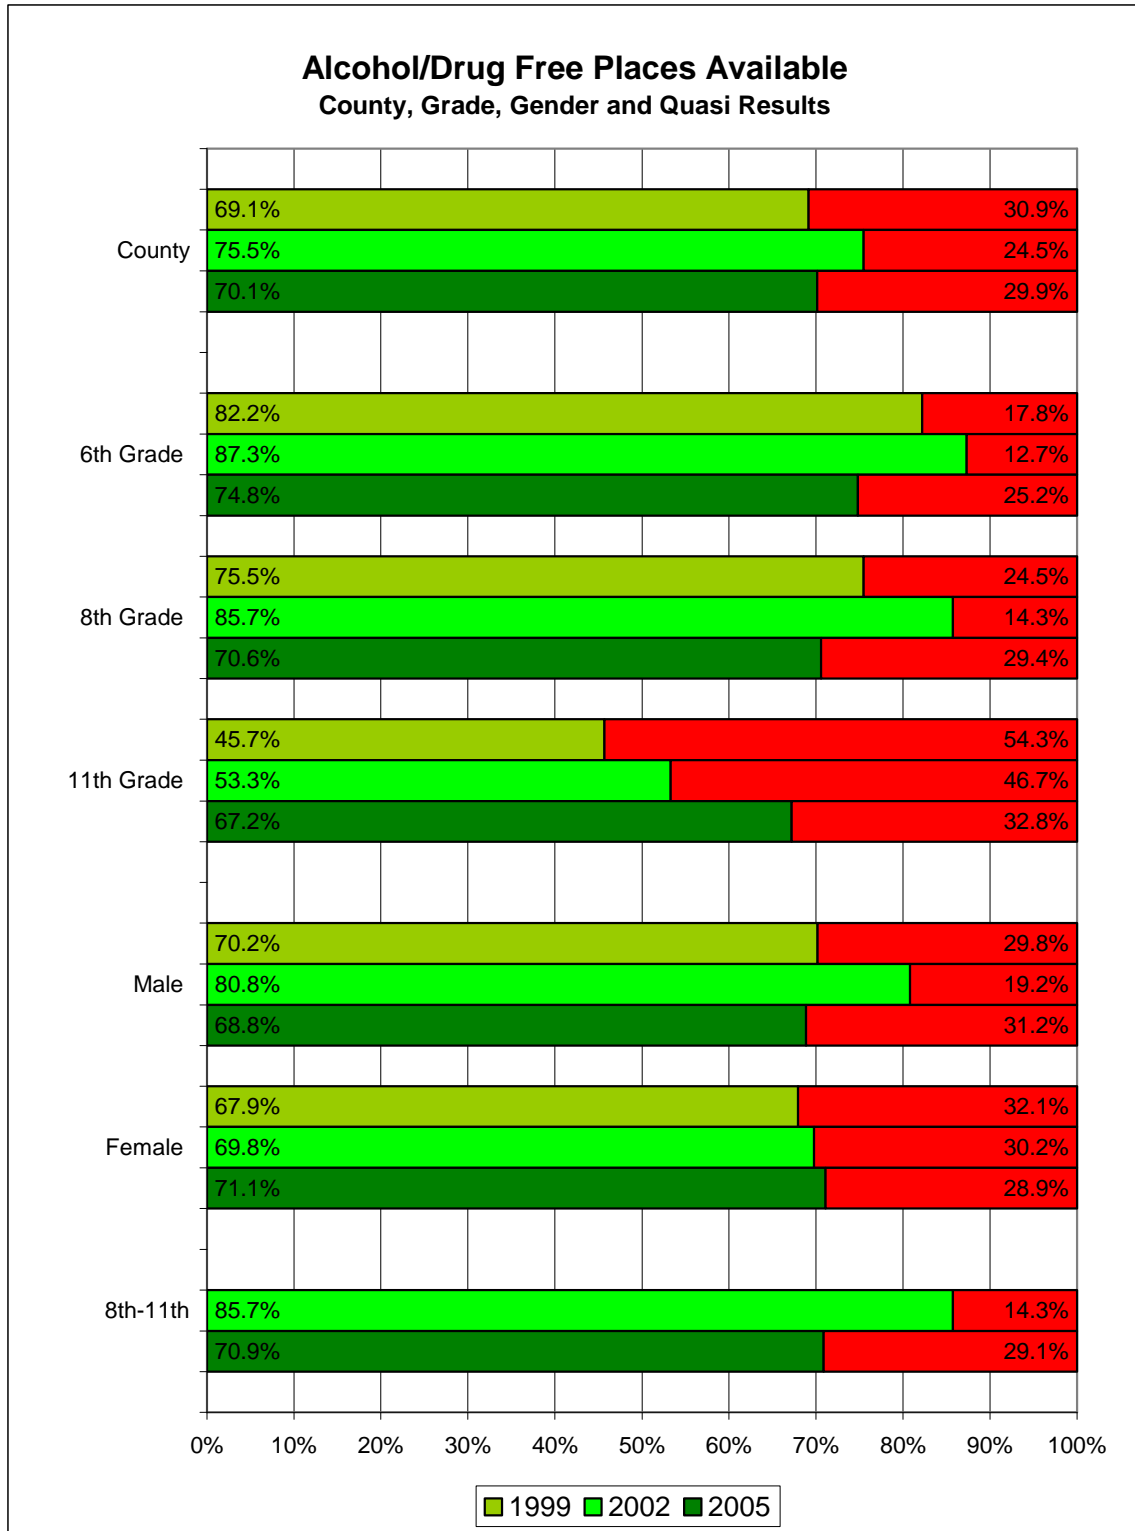 Alcohol/Drug Free Places Available
County, Grade, Gender and Quasi Results
69.1% 30.9%
County 75.5% 24.5%
70.1% 29.9%
82.2% 17.8%
6th Grade 87.3% 12.7%
74.8% 25.2%
75.5% 24.5%
8th Grade 85.7% 14.3%
70.6% 29.4%
45.7% 54.3%
11th Grade 53.3% 46.7%
67.2% 32.8%
70.2% 29.8%
Male 80.8% 19.2%
68.8% 31.2%
67.9% 32.1%
Female 69.8% 30.2%
71.1% 28.9%
8th-11th 85.7% 14.3%
70.9% 29.1%
0% 10% 20% 30% 40% 50% 60% 70% 80% 90% 100%
1999 2002 2005